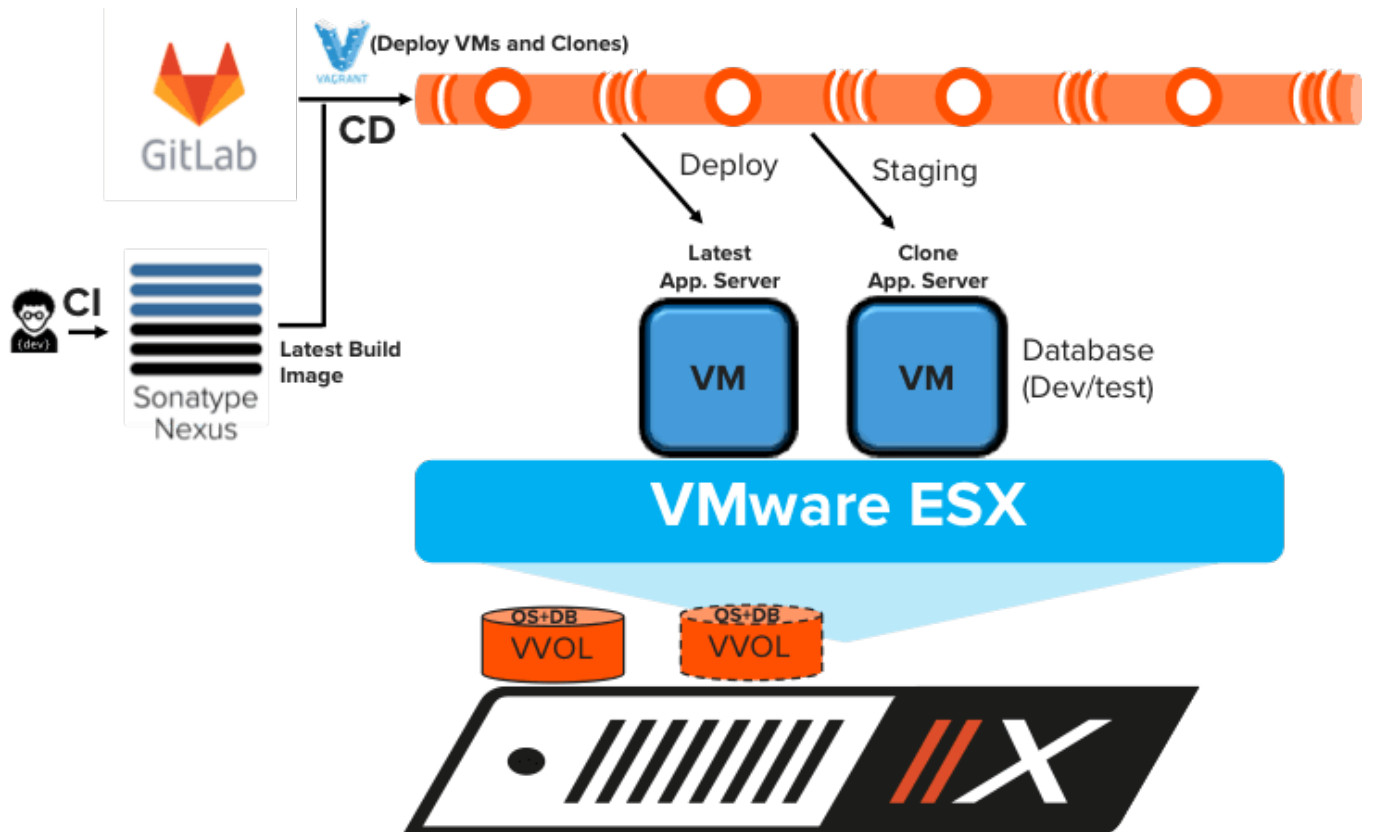 GitLab
VAGRANT
(Deploy VMs and Clones)
CD
Deploy
Staging
Latest
App. Server
Clone
App. Server
{dev}
CI
Sonatype
Nexus
Latest Build
Image
VM
VM
Database
(Dev/test)
VMware ESX
OS+DB
VVOL
OS+DB
VVOL
//X